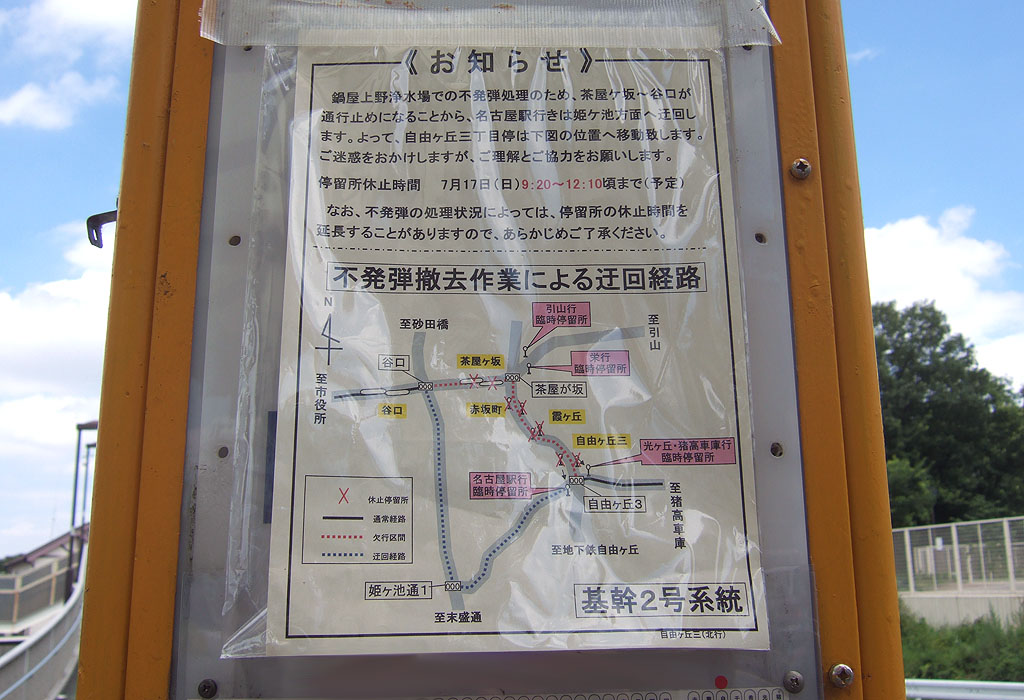 《お知らせ》
鍋屋上野浄水場での不発弾処理のため、茶屋ケ坂～谷口が
通行止めになることから、名古屋駅行きは姫ケ池方面へ迂回し
ます。よって、自由ヶ丘三丁目停は下図の位置へ移動致します。
ご迷惑をおかけしますが、ご理解とご協力をお願いします。
停留所休止時間　7月17日(日)9:20～12:10頃まで(予定)
なお、不発弾の処理状況によっては、停留所の休止時間を
延長することがありますので、あらかじめご了承ください。
不発弾撤去作業による迂回経路
N
至砂田橋
引山行
臨時停留所
至引山
谷口
茶屋ヶ坂
栄行
臨時停留所
茶屋が坂
至市役所
谷口
赤坂町
霞ヶ丘
自由ヶ丘三
光ヶ丘・猪高車庫行
臨時停留所
名古屋駅行
臨時停留所
自由ヶ丘3
至猪高車庫
休止停留所
通常経路
欠行区間
迂回経路
至地下鉄自由ヶ丘
姫ヶ池通1
至末盛通
基幹2号系統
自由ヶ丘三(北行)